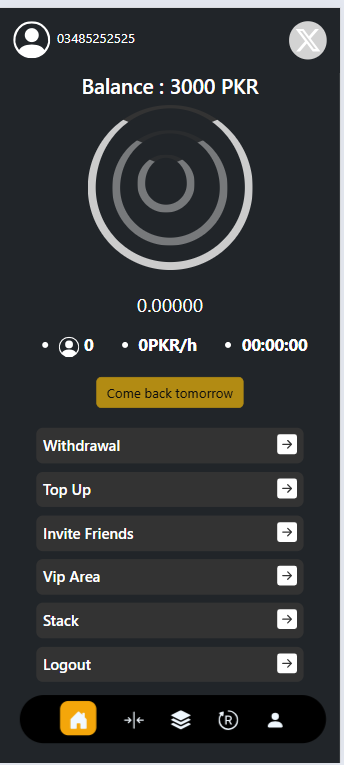 03485252525
Balance : 3000 PKR
0.00000
• 0 • 0PKR/h • 00:00:00
Come back tomorrow
Withdrawal
Top Up
Invite Friends
Vip Area
Stack
Logout
R